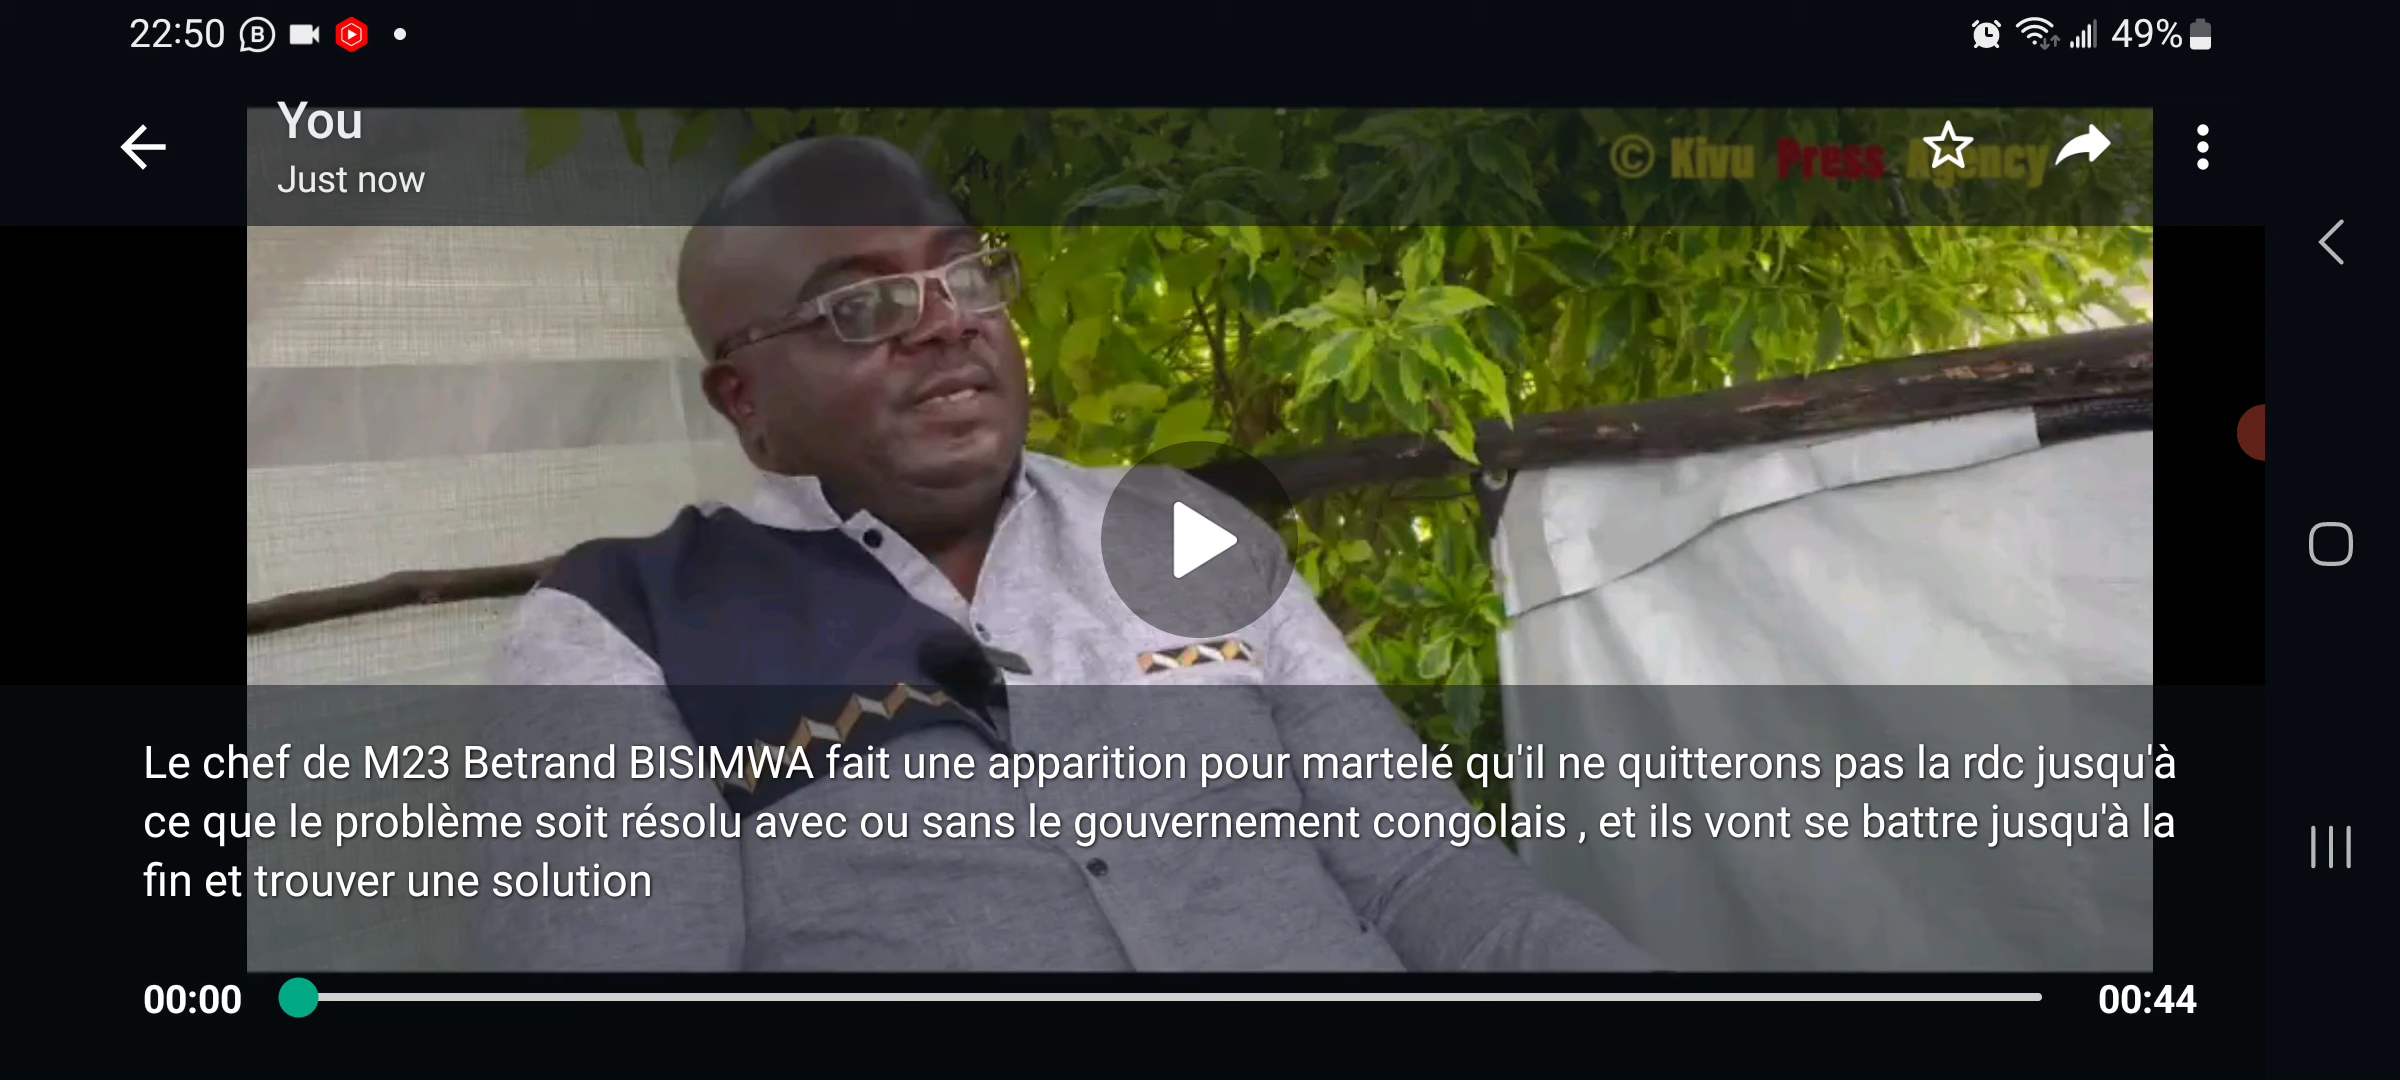 22:50
49%
You
Just now
© Kivu Press Agency
Le chef de M23 Betrand BISIMWA fait une apparition pour martelé qu'il ne quitterons pas la rdc jusqu'à
ce que le problème soit résolu avec ou sans le gouvernement congolais , et ils vont se battre jusqu'à la
fin et trouver une solution
00:00
00:44